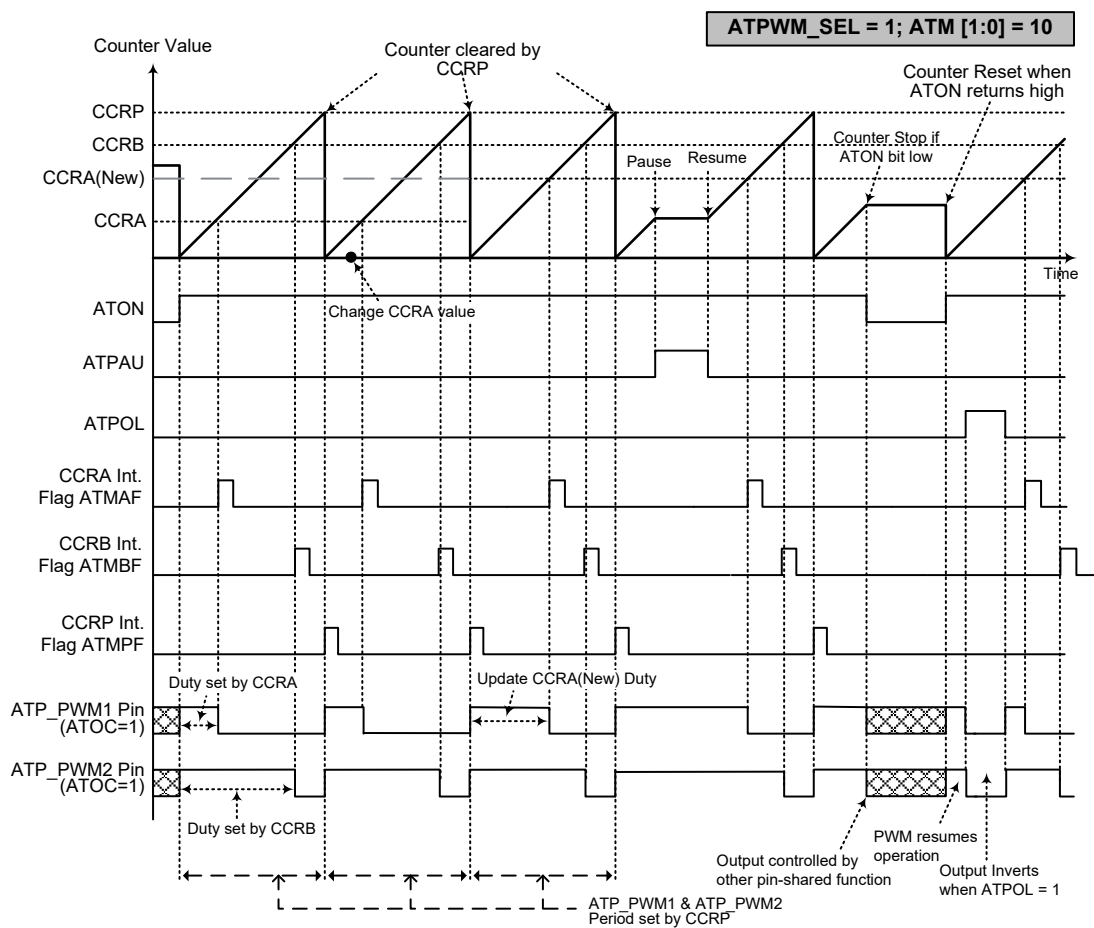 ATPWM_SEL = 1; ATM [1:0] = 10
Counter Value
Counter cleared by
CCRP
Counter Reset when
ATON returns high
CCRP
CCRB
CCRA(New)
CCRA
Pause
Resume
Counter Stop if
ATON bit low
Time
Change CCRA value
ATON
ATPAU
ATPOL
CCRA Int.
Flag ATMAF
CCRB Int.
Flag ATMBF
CCRP Int.
Flag ATMPF
Duty set by CCRA
Update CCRA(New) Duty
ATP_PWM1 Pin
(ATOC=1)
ATP_PWM2 Pin
(ATOC=1)
Duty set by CCRB
Output controlled by
other pin-shared function
PWM resumes
operation
Output Inverts
when ATPOL = 1
ATP_PWM1 & ATP_PWM2
Period set by CCRP